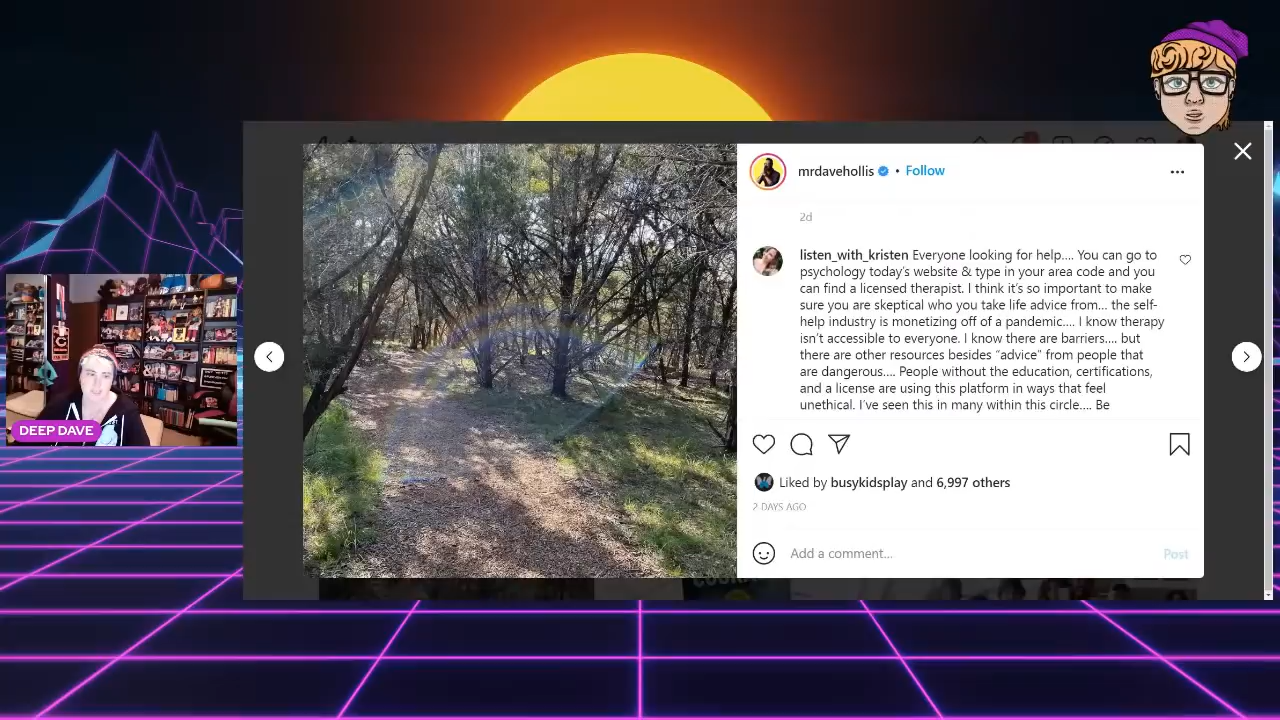 mrdavehollis • Follow
2d
listen_with_kristen Everyone looking for help.... You can go to
psychology today's website & type in your area code and you
can find a licensed therapist. I think it's so important to make
sure you are skeptical who you take life advice from... the self-
help industry is monetizing off of a pandemic.... I know therapy
isn't accessible to everyone. I know there are barriers.... but
there are other resources besides "advice" from people that
are dangerous.... People without the education, certifications,
and a license are using this platform in ways that feel
unethical. I've seen this in many within this circle.... Be
Liked by busykidsplay and 6,997 others
2 DAYS AGO
Add a comment...
Post
DEEP DAVE